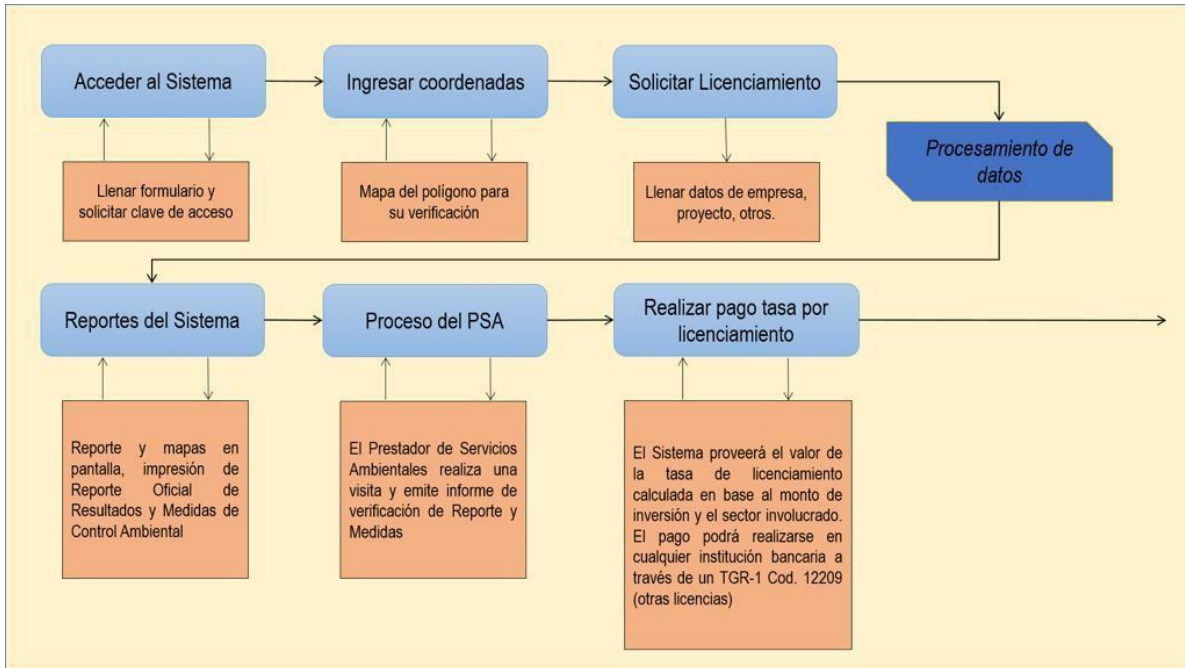 Acceder al Sistema
Ingresar coordenadas
Solicitar Licenciamiento
Procesamiento de
datos
Llenar formulario y
solicitar clave de acceso
Mapa del polígono para
su verificación
Llenar datos de empresa,
proyecto, otros.
Reportes del Sistema
Proceso del PSA
Realizar pago tasa por
licenciamiento
Reporte y mapas en
pantalla, impresión de
Reporte Oficial de
Resultados y Medidas de
Control Ambiental
El Prestador de Servicios
Ambientales realiza una
visita y emite informe de
verificación de Reporte y
Medidas
El Sistema proveerá el valor de
la tasa de licenciamiento
calculada en base al monto de
inversión y el sector involucrado.
El pago podrá realizarse en
cualquier institución bancaria a
través de un TGR-1 Cod. 12209
(otras licencias)